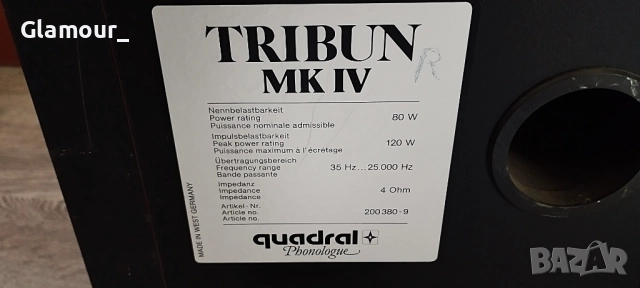 Glamour_
TRIBUN
R
MK IV
Nennbelastbarkeit
Power rating 80 W
Puissance nominale admissible
Impulsbelastbarkeit
Peak power rating 120 W
Puissance maximum à l'écrétage
Übertragungsbereich
Frequency range 35 Hz...25.000 Hz
Bande passante
Impedanz
Impedance 4 Ohm
Impedance
Artikel-Nr.
Article no. 200380-9
Article no.
MADE IN WEST GERMANY
quadral
Phonologue
BAZAR